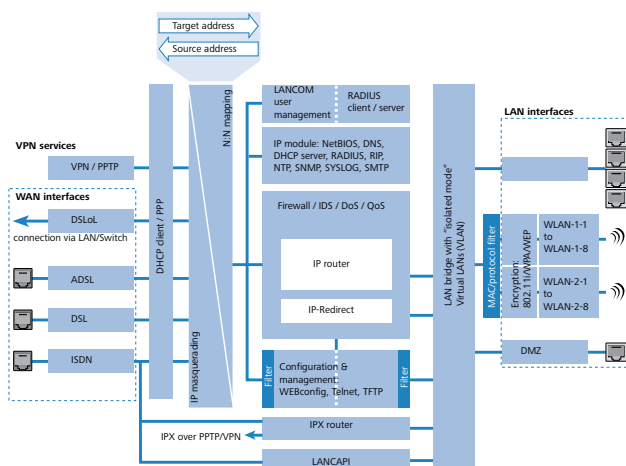 Target address
Source address
N:N mapping
IP masquerading
DHCP client / PPP
VPN services
VPN / PPTP
WAN interfaces
DSLoL
connection via LAN/Switch
ADSL
DSL
ISDN
LANCOM
user
management
RADIUS
client / server
IP module: NetBIOS, DNS,
DHCP server, RADIUS, RIP,
NTP, SNMP, SYSLOG, SMTP
Firewall / IDS / DoS / QoS
IP router
IP-Redirect
Filter
Configuration &
management:
WEBconfig, Telnet, TFTP
Filter
IPX router
IPX over PPTP/VPN
LANCAPI
LAN bridge with "isolated mode"
Virtual LANs (VLAN)
LAN interfaces
MAC/protocol filter
Encryption:
802.11i/WPA/WEP
WLAN-1-1
to
WLAN-1-8
WLAN-2-1
to
WLAN-2-8
DMZ